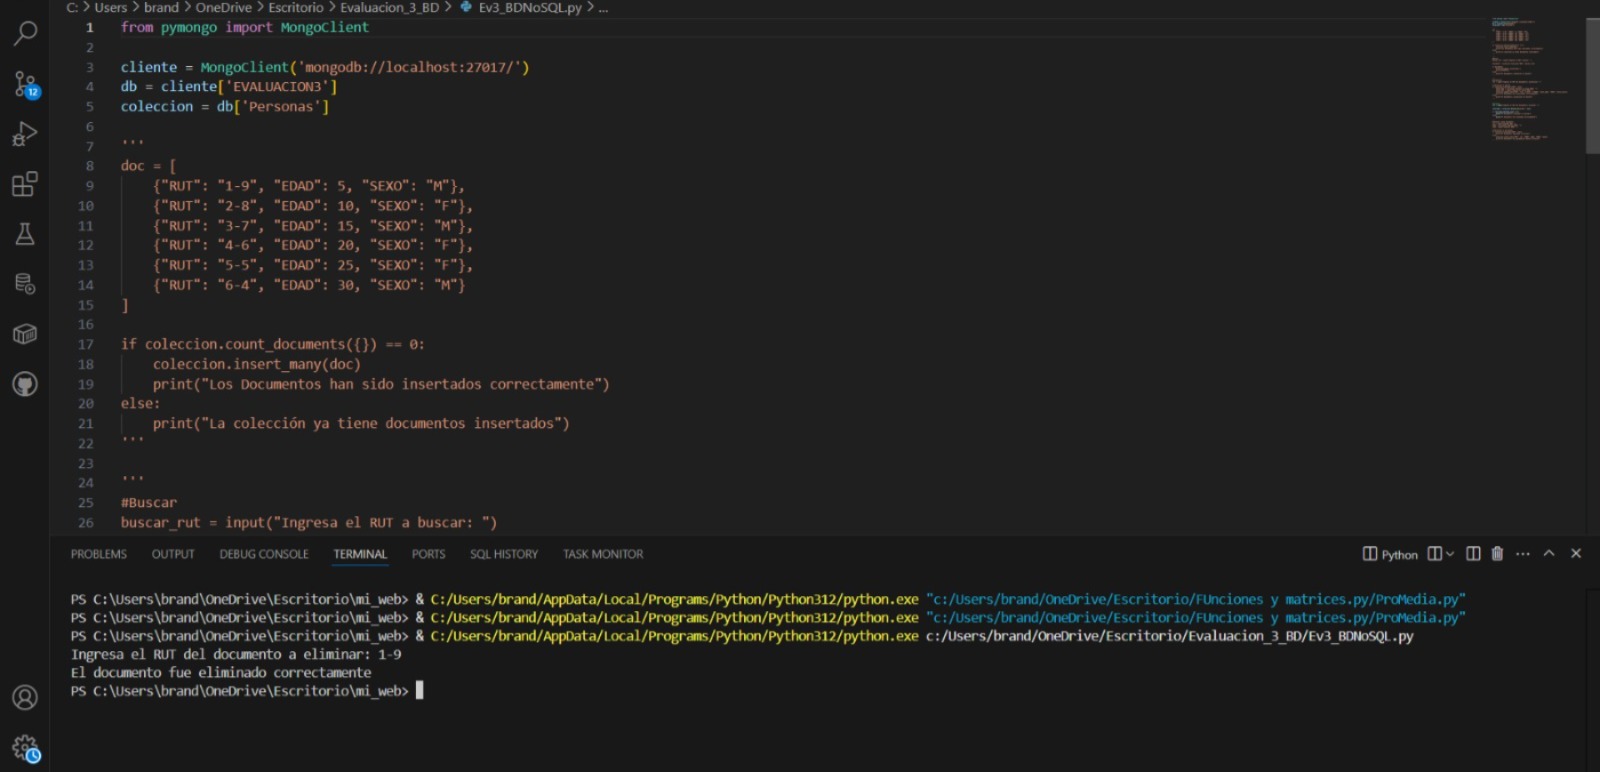 C: > Users > brand > OneDrive > Escritorio > Evaluacion_3_BD > Ev3_BDNoSQL.py > ...
1 from pymongo import MongoClient
2
3 cliente = MongoClient('mongodb://localhost:27017/')
4 db = cliente['EVALUACION3']
5 coleccion = db['Personas']
6
7 '''
8 doc = [
9 {"RUT": "1-9", "EDAD": 5, "SEXO": "M"},
10 {"RUT": "2-8", "EDAD": 10, "SEXO": "F"},
11 {"RUT": "3-7", "EDAD": 15, "SEXO": "M"},
12 {"RUT": "4-6", "EDAD": 20, "SEXO": "F"},
13 {"RUT": "5-5", "EDAD": 25, "SEXO": "F"},
14 {"RUT": "6-4", "EDAD": 30, "SEXO": "M"}
15 ]
16
17 if coleccion.count_documents({}) == 0:
18 coleccion.insert_many(doc)
19 print("Los Documentos han sido insertados correctamente")
20 else:
21 print("La colección ya tiene documentos insertados")
22 '''
23
24 '''
25 #Buscar
26 buscar_rut = input("Ingresa el RUT a buscar: ")
12
PROBLEMS OUTPUT DEBUG CONSOLE TERMINAL PORTS SQL HISTORY TASK MONITOR Python
PS C:\Users\brand\OneDrive\Escritorio\mi_web> & C:/Users/brand/AppData/Local/Programs/Python/Python312/python.exe "c:/Users/brand/OneDrive/Escritorio/FUnciones y matrices.py/ProMedia.py"
PS C:\Users\brand\OneDrive\Escritorio\mi_web> & C:/Users/brand/AppData/Local/Programs/Python/Python312/python.exe "c:/Users/brand/OneDrive/Escritorio/FUnciones y matrices.py/ProMedia.py"
PS C:\Users\brand\OneDrive\Escritorio\mi_web> & C:/Users/brand/AppData/Local/Programs/Python/Python312/python.exe c:/Users/brand/OneDrive/Escritorio/Evaluacion_3_BD/Ev3_BDNoSQL.py
Ingresa el RUT del documento a eliminar: 1-9
El documento fue eliminado correctamente
PS C:\Users\brand\OneDrive\Escritorio\mi_web>